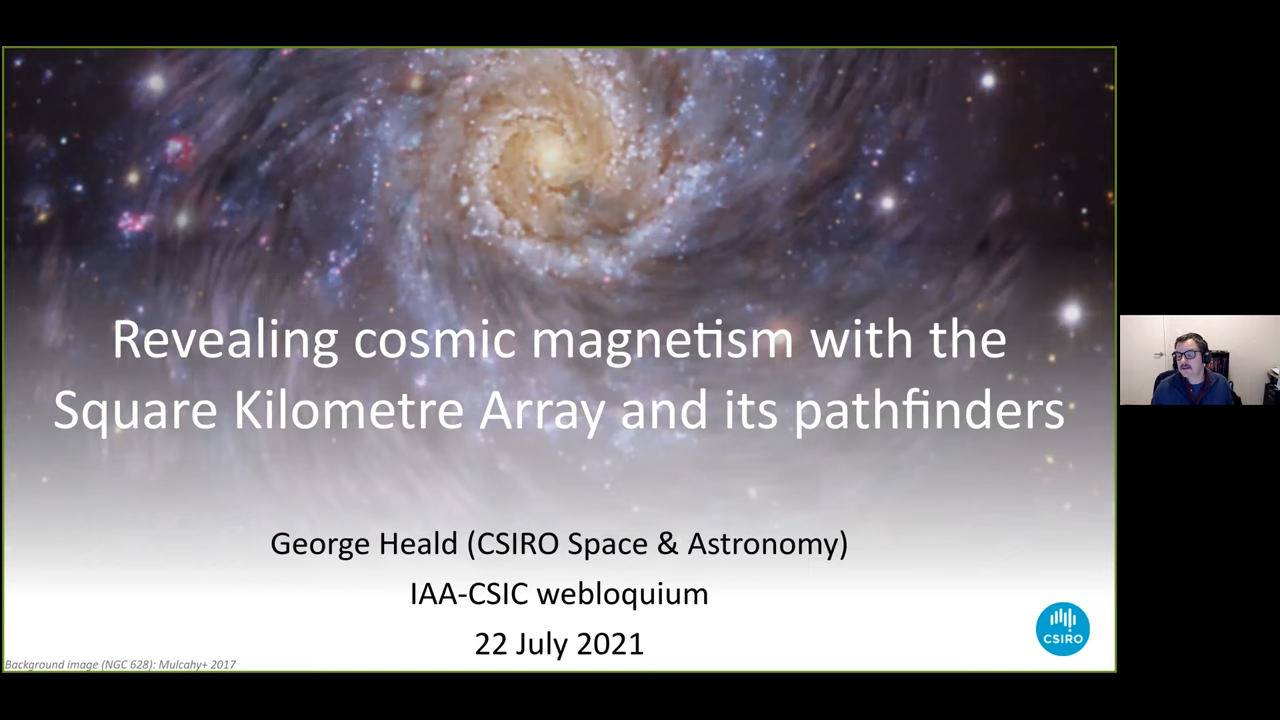 Revealing cosmic magnetism with the
Square Kilometre Array and its pathfinders
George Heald (CSIRO Space & Astronomy)
IAA-CSIC webloquium
22 July 2021
CSIRO
Background image (NGC 628): Mulcahy+ 2017